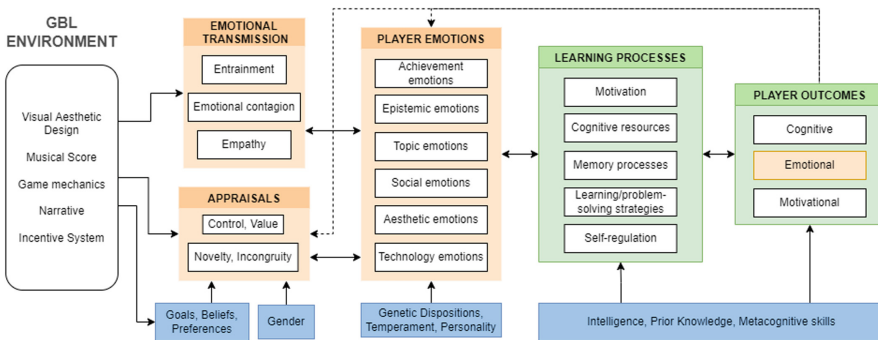 GBL
ENVIRONMENT
Visual Aesthetic
Design
Musical Score
Game mechanics
Narrative
Incentive System
EMOTIONAL
TRANSMISSION
Entrainment
Emotional contagion
Empathy
APPRAISALS
Control, Value
Novelty, Incongruity
Goals, Beliefs,
Preferences
Gender
PLAYER EMOTIONS
Achievement
emotions
Epistemic emotions
Topic emotions
Social emotions
Aesthetic emotions
Technology emotions
Genetic Dispositions,
Temperament, Personality
LEARNING PROCESSES
Motivation
Cognitive resources
Memory processes
Learning/problem-
solving strategies
Self-regulation
PLAYER OUTCOMES
Cognitive
Emotional
Motivational
Intelligence, Prior Knowledge, Metacognitive skills